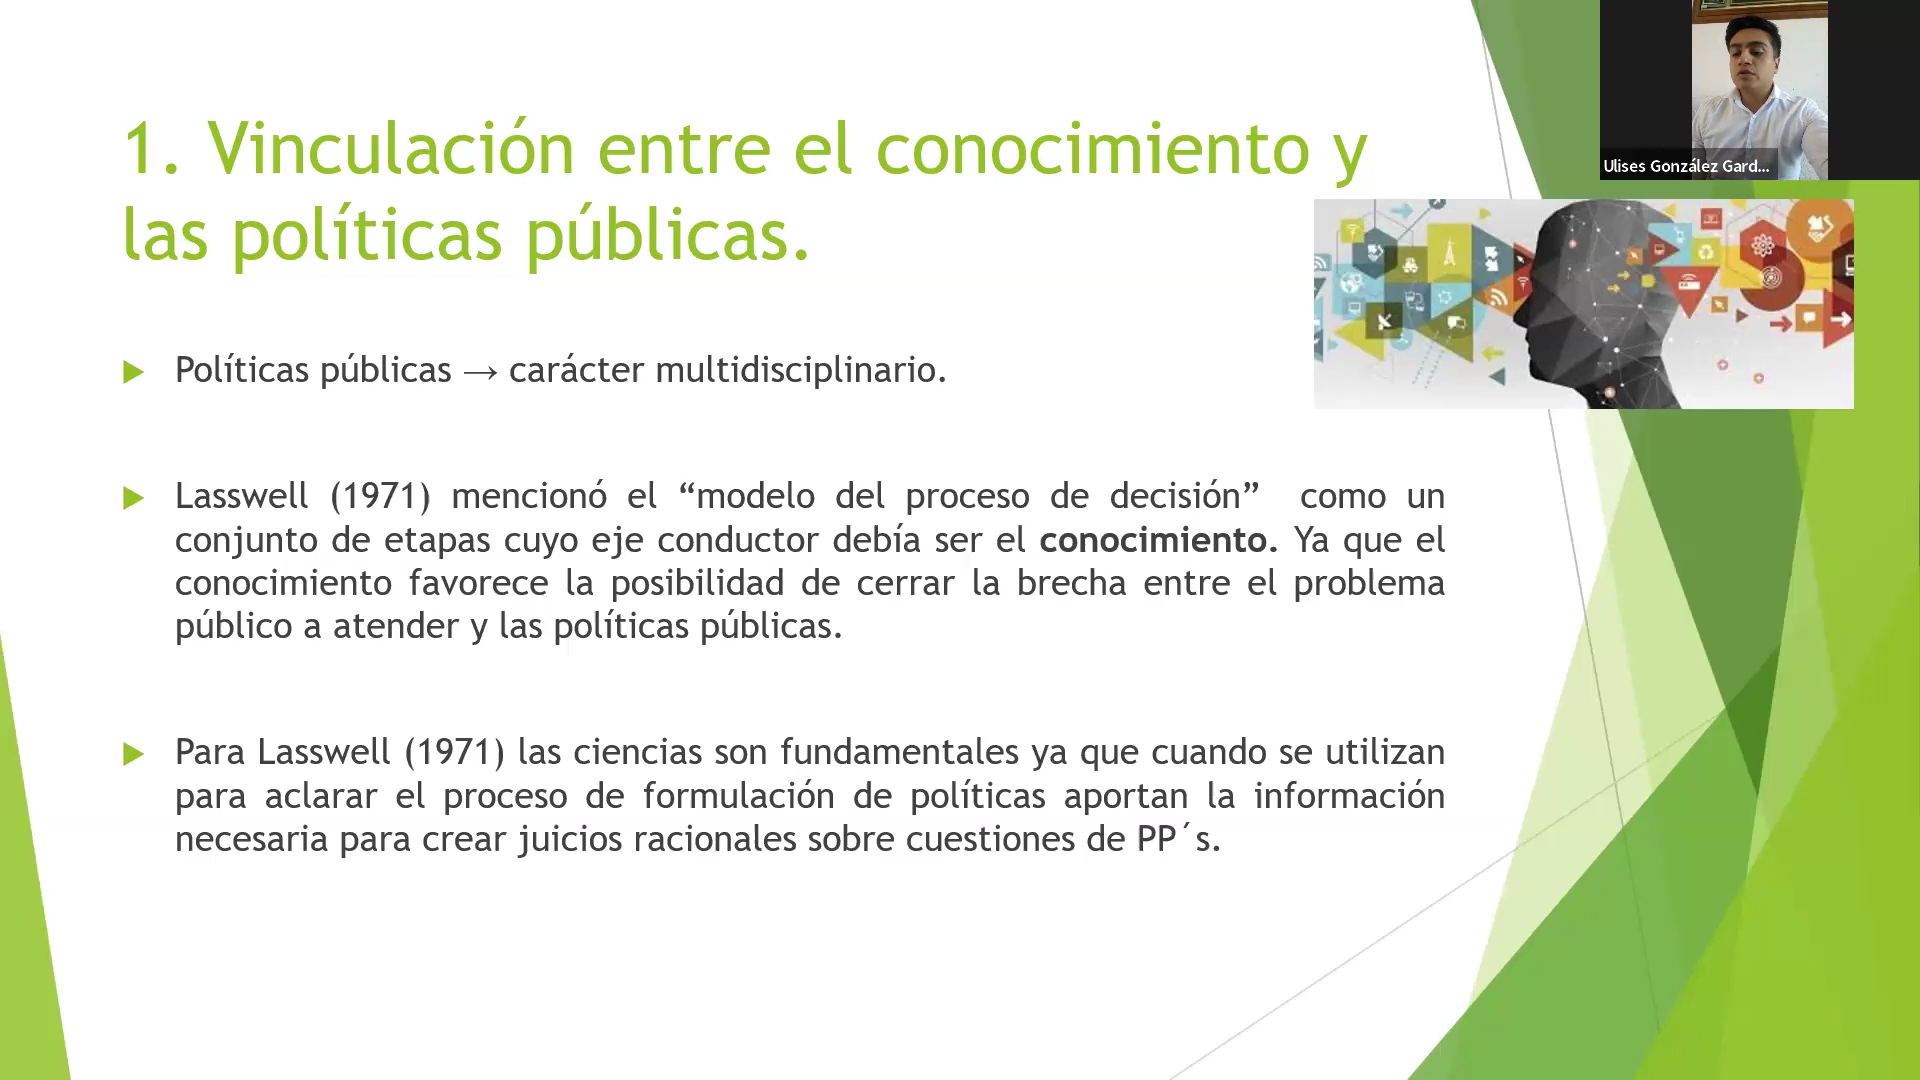 1. Vinculación entre el conocimiento y
las políticas públicas.
Ulises González Gard...
Políticas públicas → carácter multidisciplinario.
Lasswell (1971) mencionó el “modelo del proceso de decisión” como un
conjunto de etapas cuyo eje conductor debía ser el conocimiento. Ya que el
conocimiento favorece la posibilidad de cerrar la brecha entre el problema
público a atender y las políticas públicas.
Para Lasswell (1971) las ciencias son fundamentales ya que cuando se utilizan
para aclarar el proceso de formulación de políticas aportan la información
necesaria para crear juicios racionales sobre cuestiones de PP´s.